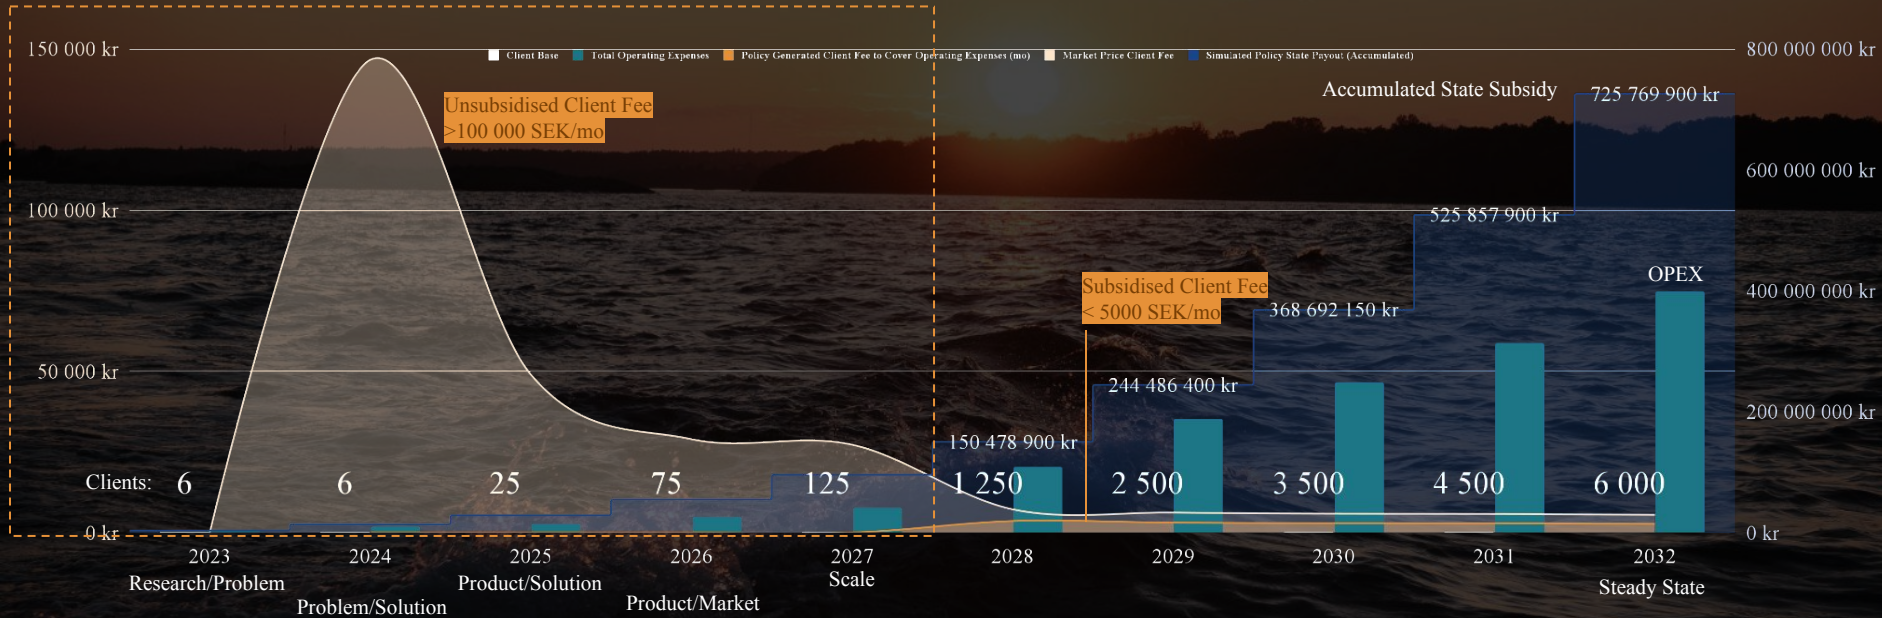 150 000 kr
Client Base
Total Operating Expenses
Policy Generated Client Fee to Cover Operating Expenses (mo)
Market Price Client Fee
Simulated Policy State Payout (Accumulated)
800 000 000 kr
Accumulated State Subsidy
725 769 900 kr
Unsubsidised Client Fee
>100 000 SEK/mo
600 000 000 kr
100 000 kr
525 857 900 kr
OPEX
Subsidised Client Fee
< 5000 SEK/mo
368 692 150 kr
400 000 000 kr
50 000 kr
244 486 400 kr
200 000 000 kr
150 478 900 kr
Clients: 6 6 25 75 125 1 250 2 500 3 500 4 500 6 000
0 kr
0 kr
2023 2024 2025 2026 2027 2028 2029 2030 2031 2032
Research/Problem
Problem/Solution
Product/Solution
Product/Market
Scale
Steady State